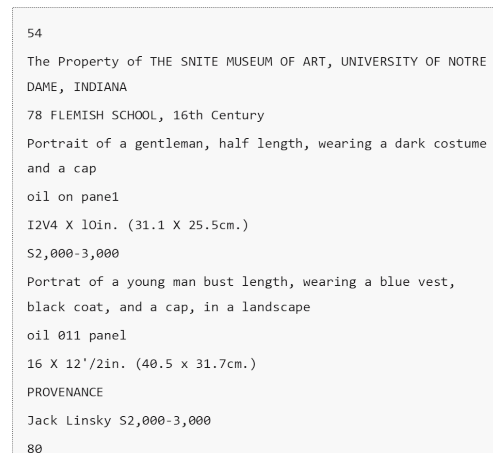 54
The Property of THE SNITE MUSEUM OF ART, UNIVERSITY OF NOTRE
DAME, INDIANA
78 FLEMISH SCHOOL, 16th Century
Portrait of a gentleman, half length, wearing a dark costume
and a cap
oil on pane1
I2V4 X lOin. (31.1 X 25.5cm.)
S2,000-3,000
Portrat of a young man bust length, wearing a blue vest,
black coat, and a cap, in a landscape
oil 011 panel
16 X 12'/2in. (40.5 x 31.7cm.)
PROVENANCE
Jack Linsky S2,000-3,000
80